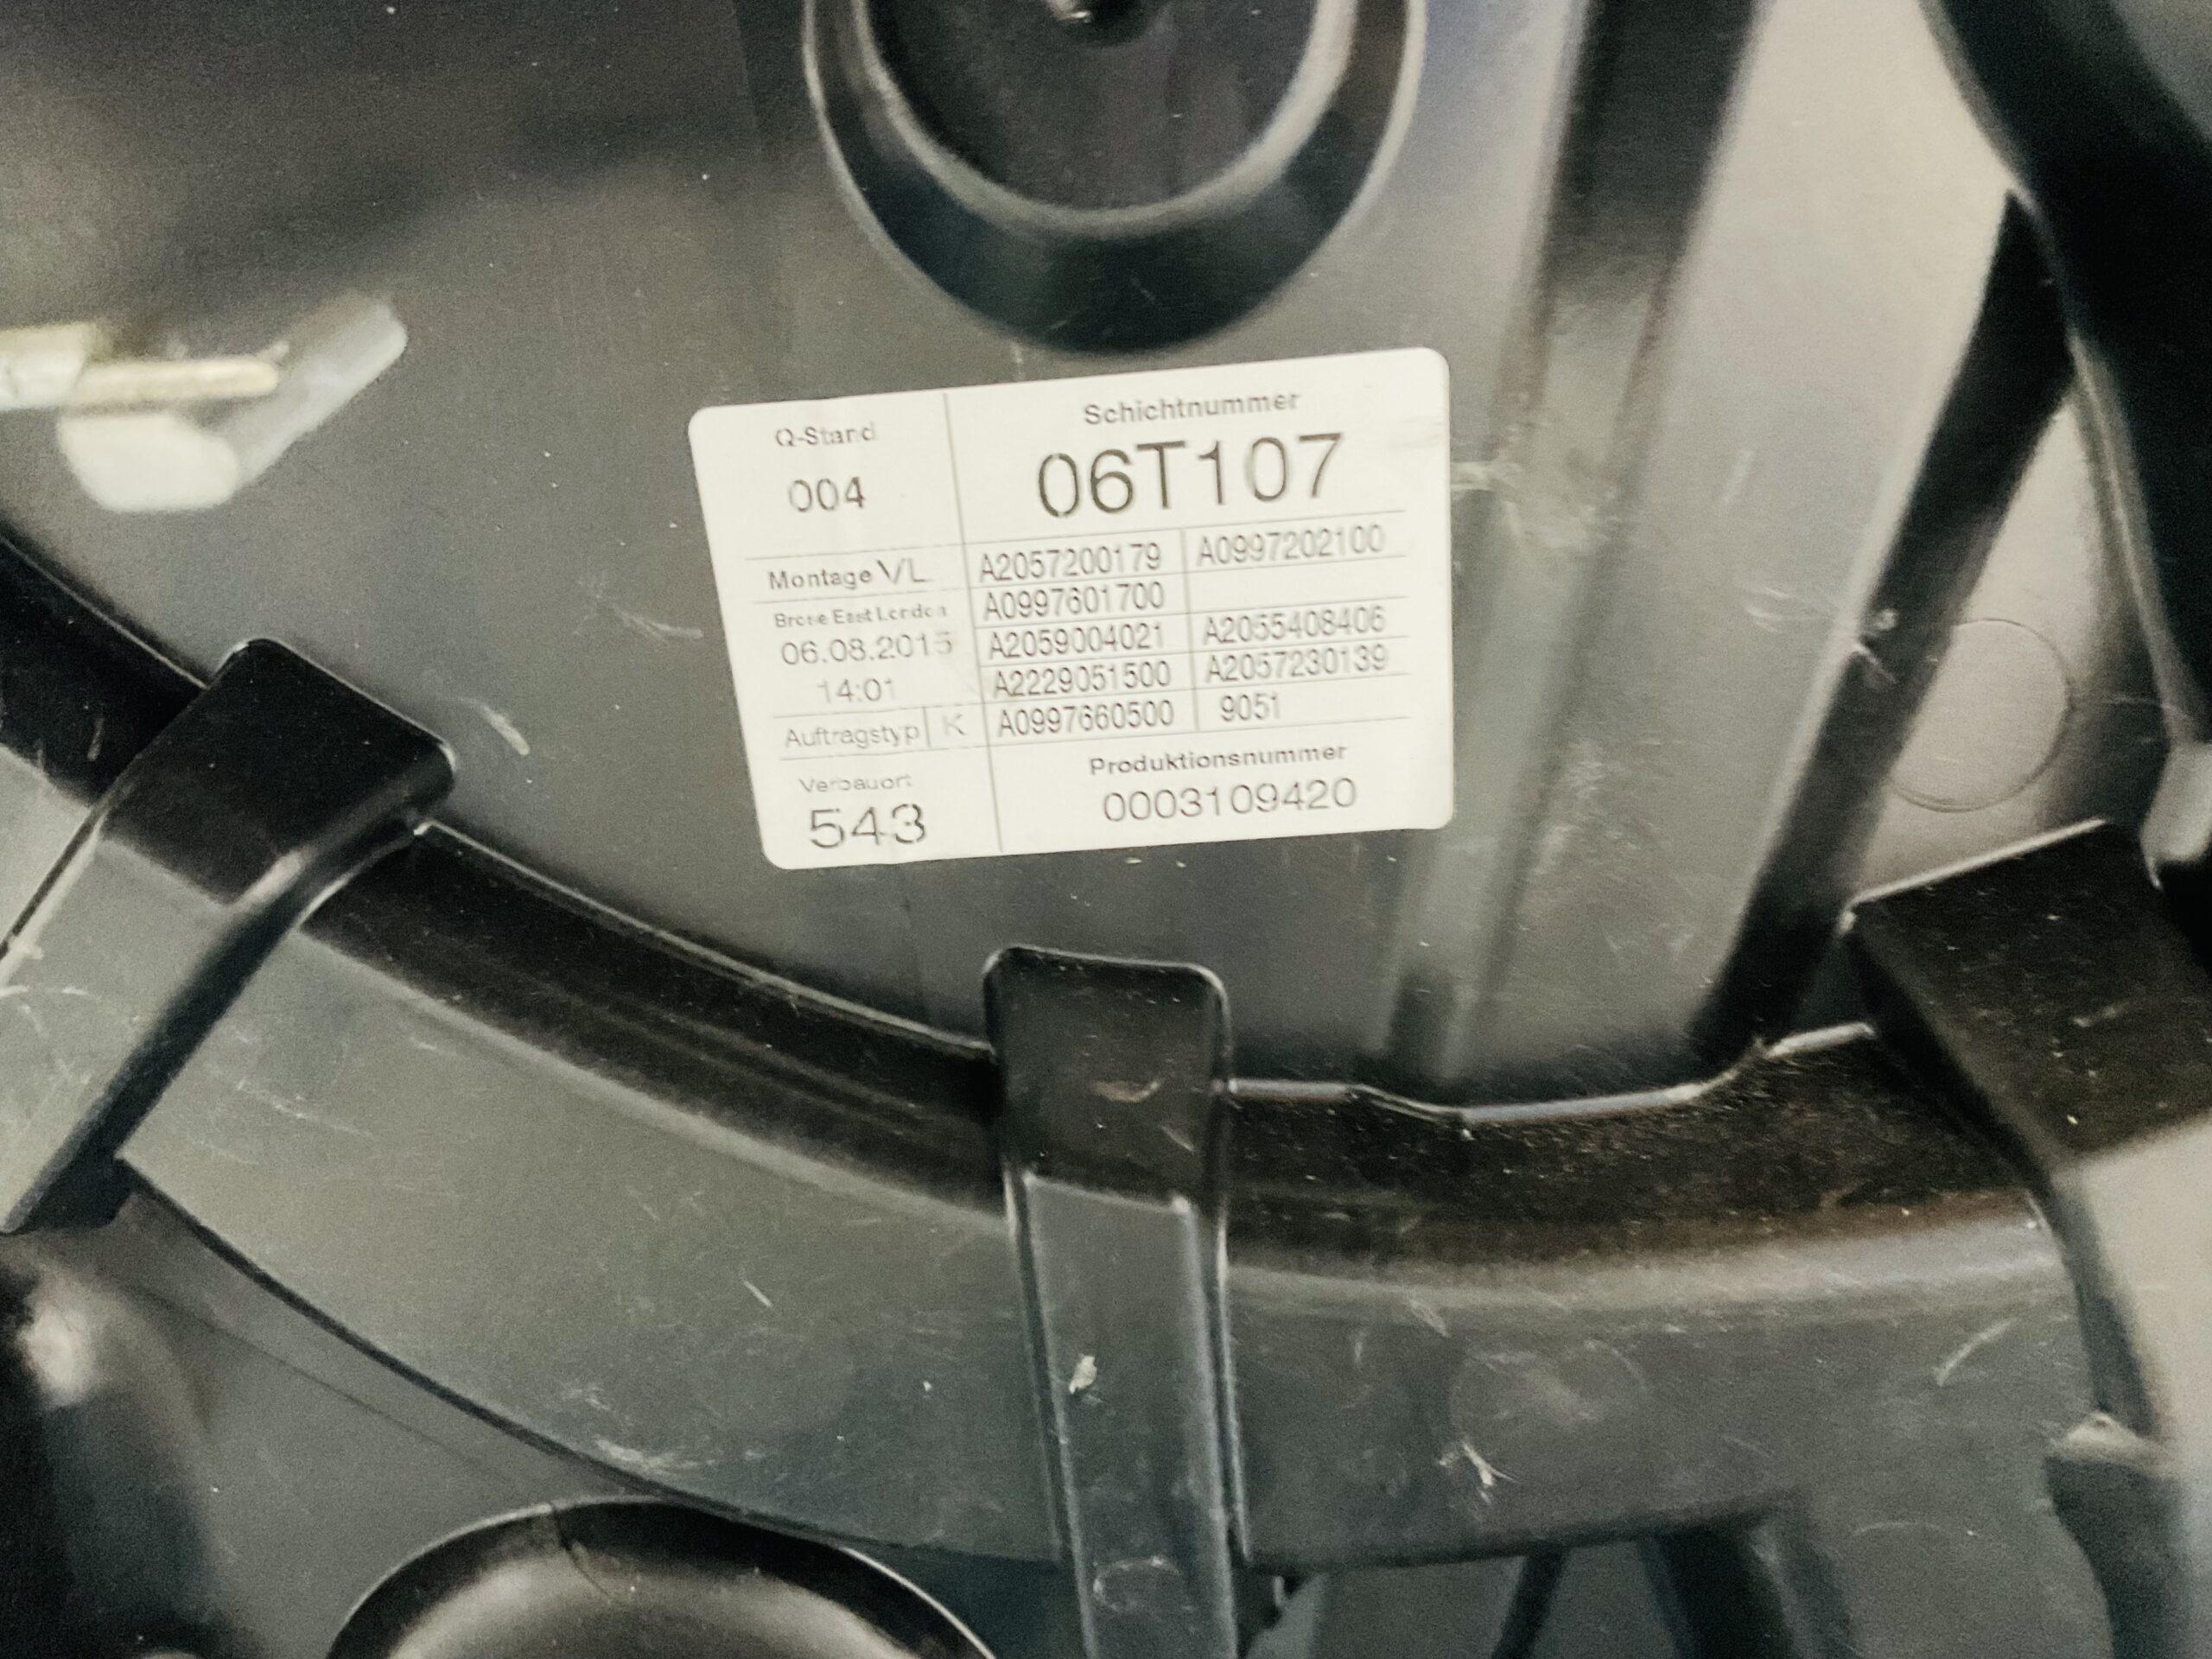 Q-Stand
004
Schichtnummer
06T107
Montage VL
A2057200179 A0997202100
Brose East London
A0997601700
06.08.2015
A2059004021 A2055408406
14:01
A2229051500 A2057230139
Auftragstyp K
A0997660500 9051
Verbauort
543
Produktionsnummer
0003109420